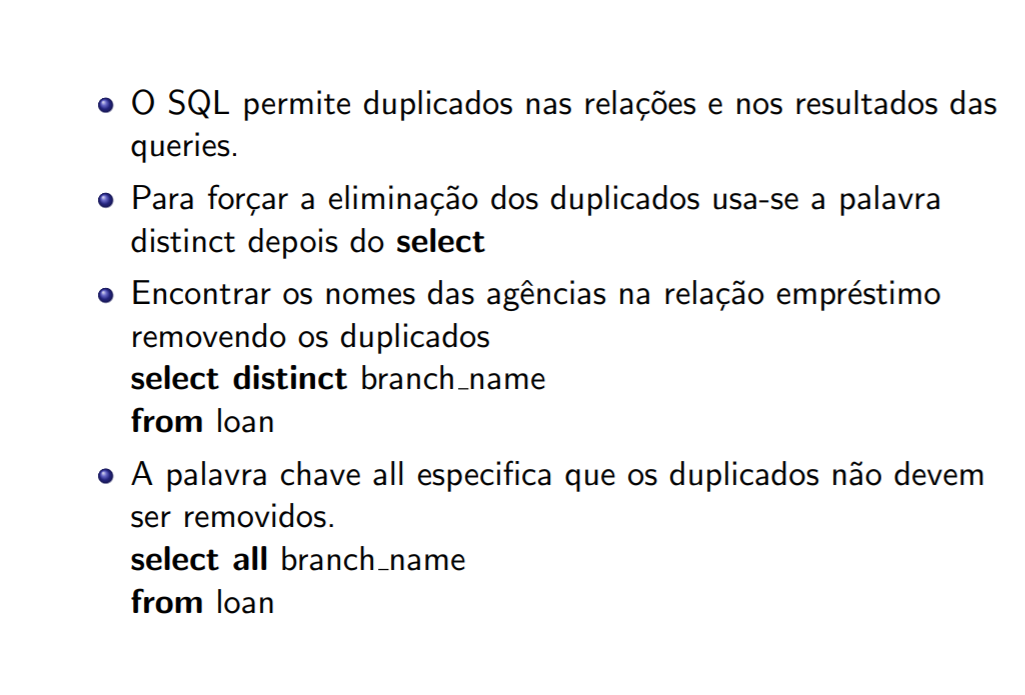 O SQL permite duplicados nas relações e nos resultados das
queries.
Para forçar a eliminação dos duplicados usa-se a palavra
distinct depois do select
Encontrar os nomes das agências na relação empréstimo
removendo os duplicados
select distinct branch_name
from loan
A palavra chave all especifica que os duplicados não devem
ser removidos.
select all branch_name
from loan